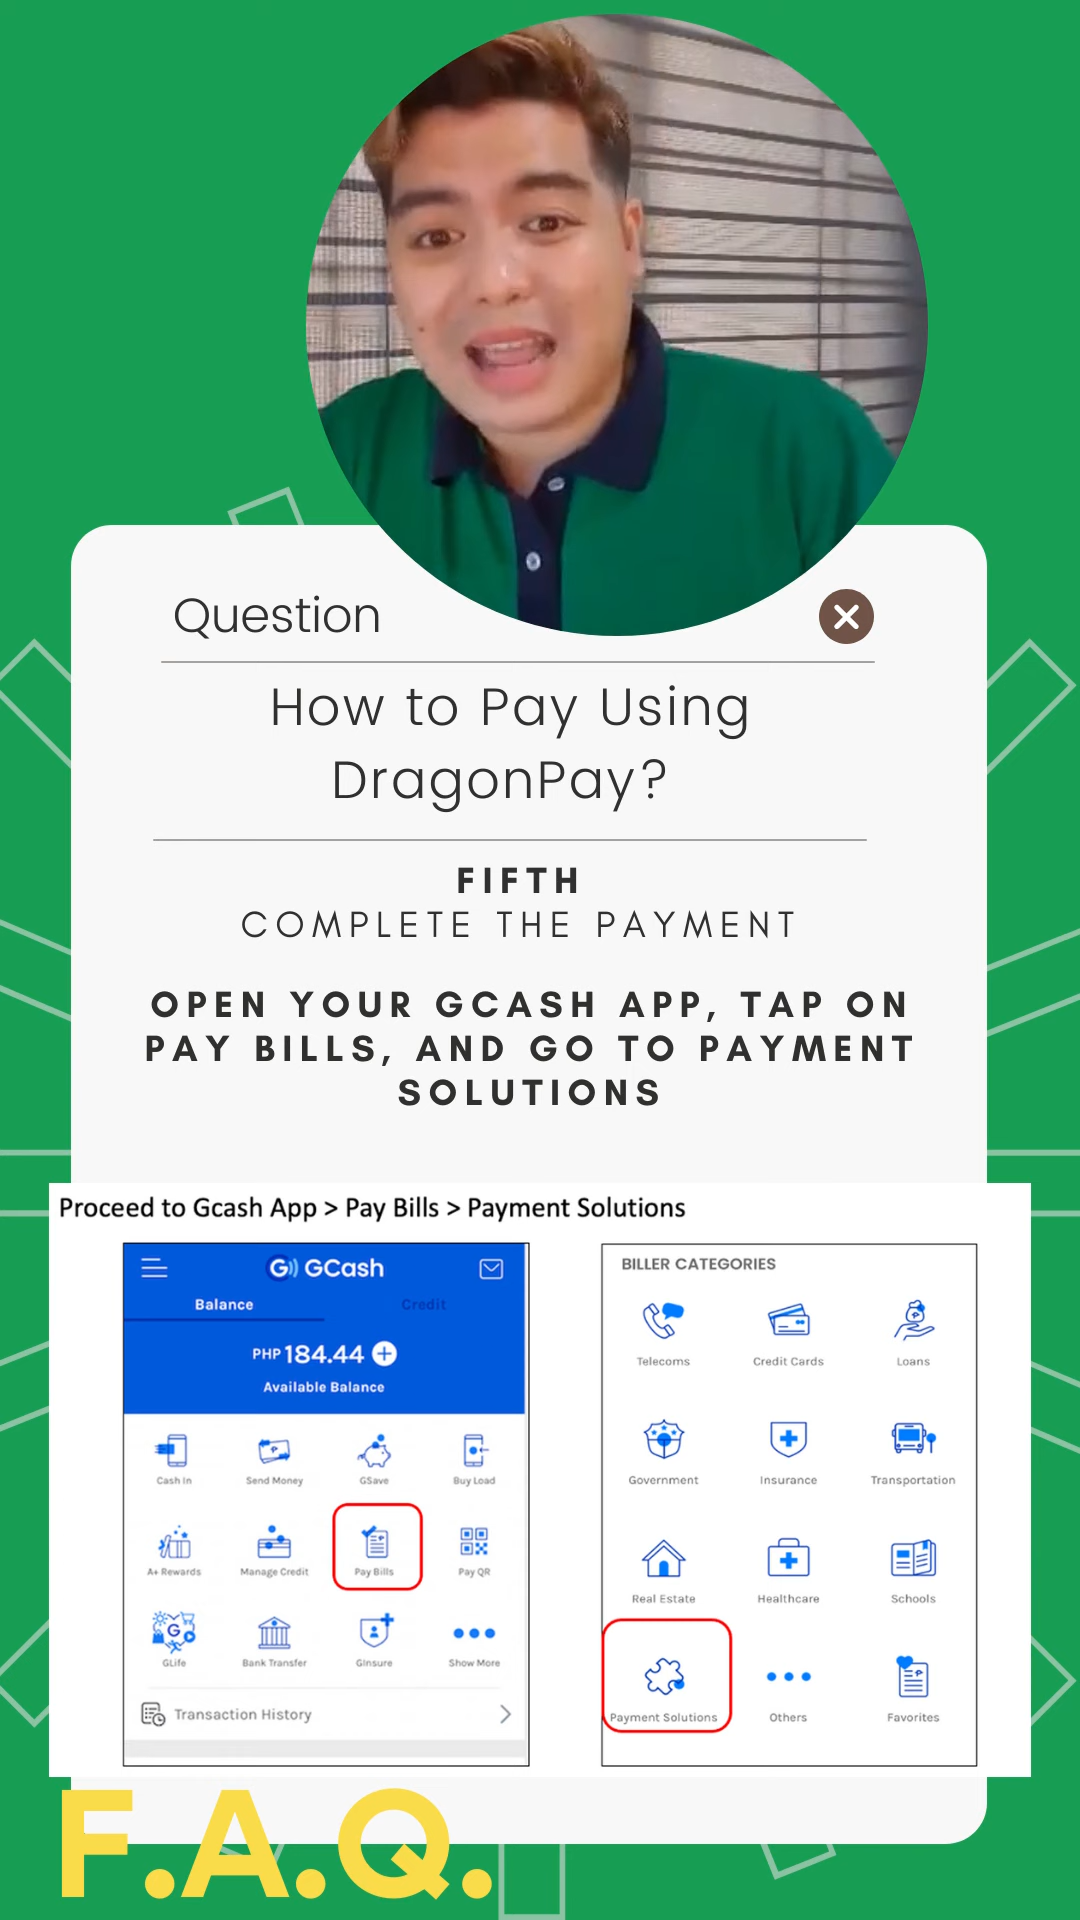 Question
How to Pay Using
DragonPay?
FIFTH
COMPLETE THE PAYMENT
OPEN YOUR GCASH APP, TAP ON
PAY BILLS, AND GO TO PAYMENT
SOLUTIONS
Proceed to Gcash App > Pay Bills > Payment Solutions
G)) GCash
Balance Credit
PHP 184.44
Available Balance
Cash In Send Money GSave Buy Load
A+ Rewards Manage Credit Pay Bills Pay QR
GLife Bank Transfer GInsure Show More
Transaction History
BILLER CATEGORIES
Telecoms Credit Cards Loans
Government Insurance Transportation
Real Estate Healthcare Schools
Payment Solutions Others Favorites
F.A.Q.